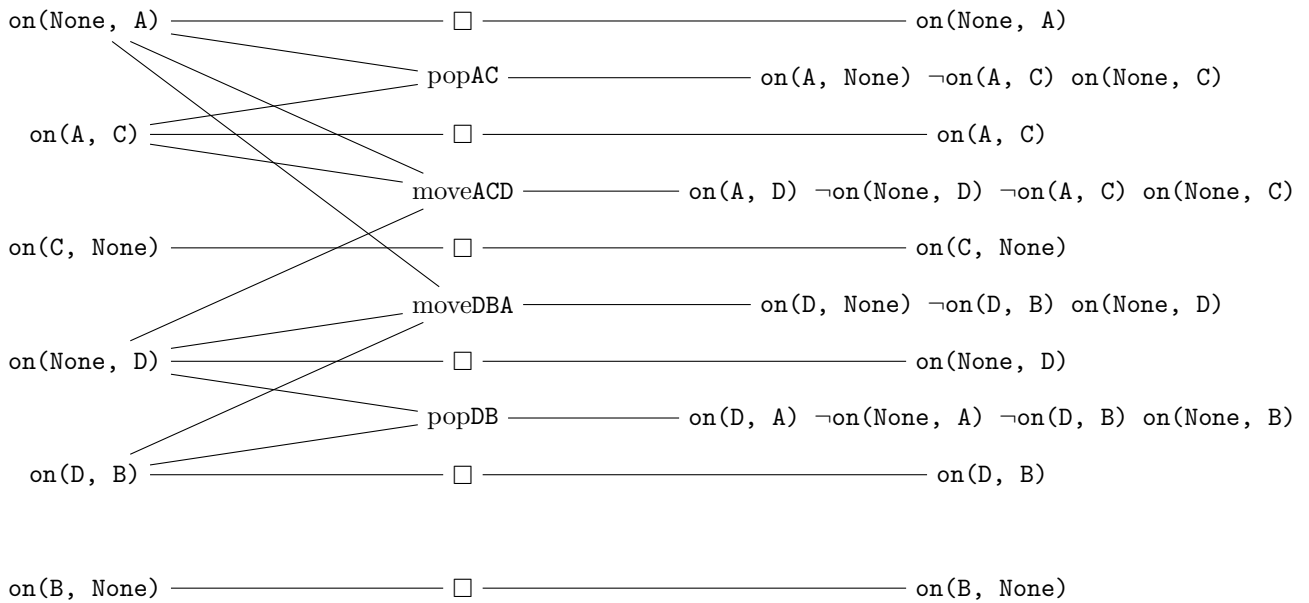 on(None, A) □ on(None, A)
popAC on(A, None) ¬on(A, C) on(None, C)
on(A, C) □ on(A, C)
moveACD on(A, D) ¬on(None, D) ¬on(A, C) on(None, C)
on(C, None) □ on(C, None)
moveDBA on(D, None) ¬on(D, B) on(None, D)
on(None, D) □ on(None, D)
popDB on(D, A) ¬on(None, A) ¬on(D, B) on(None, B)
on(D, B) □ on(D, B)
on(B, None) □ on(B, None)